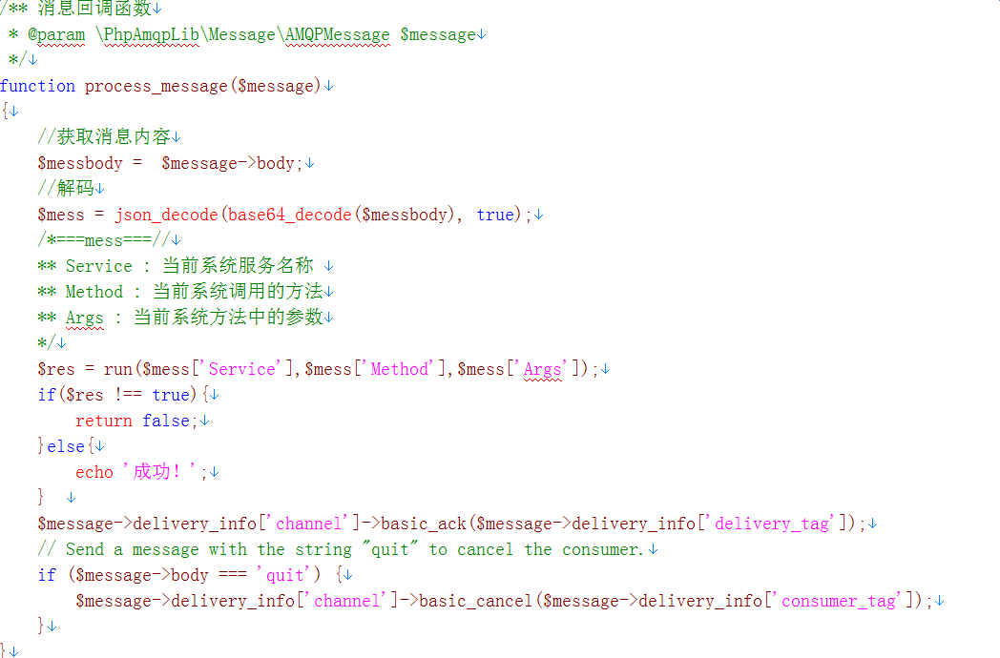 /** 消息回调函数↓
 * @param \PhpAmqpLib\Message\AMQPMessage $message↓
 */↓
function process_message($message)↓
{↓
    //获取消息内容↓
    $messbody =  $message->body;↓
    //解码↓
    $mess = json_decode(base64_decode($messbody), true);↓
    /*===mess===//↓
    ** Service : 当前系统服务名称 ↓
    ** Method : 当前系统调用的方法↓
    ** Args : 当前系统方法中的参数↓
    */↓
    $res = run($mess['Service'],$mess['Method'],$mess['Args']);↓
    if($res !== true){↓
        return false;↓
    }else{↓
        echo '成功！';↓
    }  ↓
    $message->delivery_info['channel']->basic_ack($message->delivery_info['delivery_tag']);↓
    // Send a message with the string "quit" to cancel the consumer.↓
    if ($message->body === 'quit') {↓
        $message->delivery_info['channel']->basic_cancel($message->delivery_info['consumer_tag']);↓
    }↓
}↓